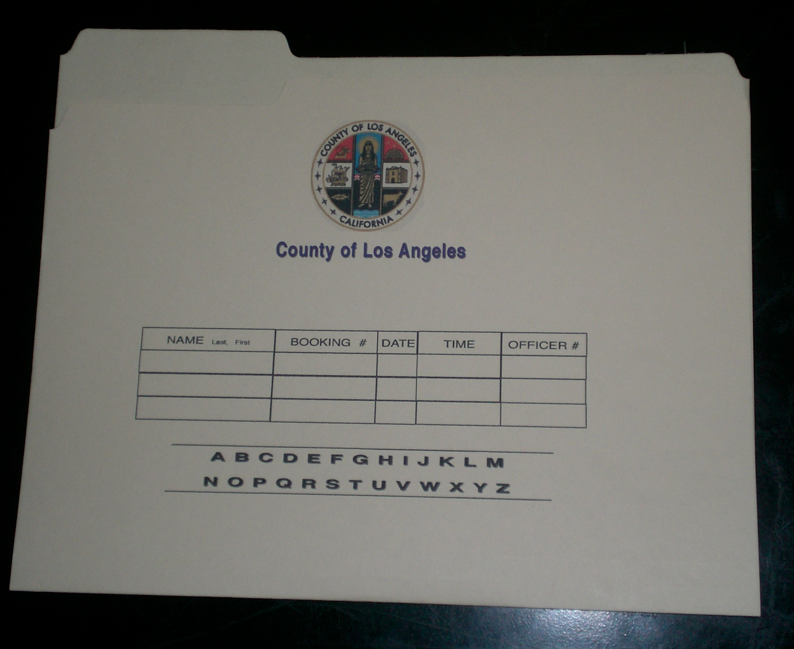 COUNTY OF LOS ANGELES
CALIFORNIA
County of Los Angeles
NAME Last, First BOOKING # DATE TIME OFFICER #
A B C D E F G H I J K L M
N O P Q R S T U V W X Y Z